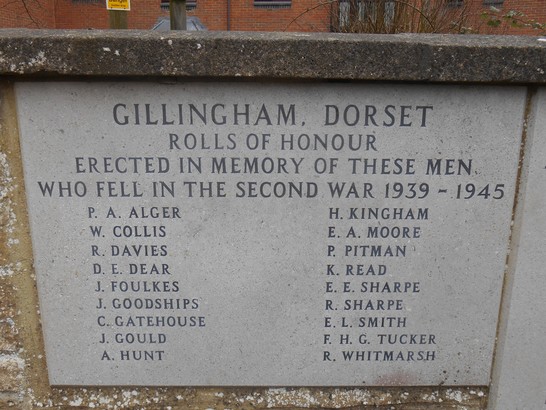 GILLINGHAM, DORSET
ROLLS OF HONOUR
ERECTED IN MEMORY OF THESE MEN
WHO FELL IN THE SECOND WAR 1939 - 1945
P. A. ALGER
W. COLLIS
R. DAVIES
D. E. DEAR
J. FOULKES
J. GOODSHIPS
C. GATEHOUSE
J. GOULD
A. HUNT
H. KINGHAM
E. A. MOORE
P. PITMAN
K. READ
E. E. SHARPE
R. SHARPE
E. L. SMITH
F. H. G. TUCKER
R. WHITMARSH